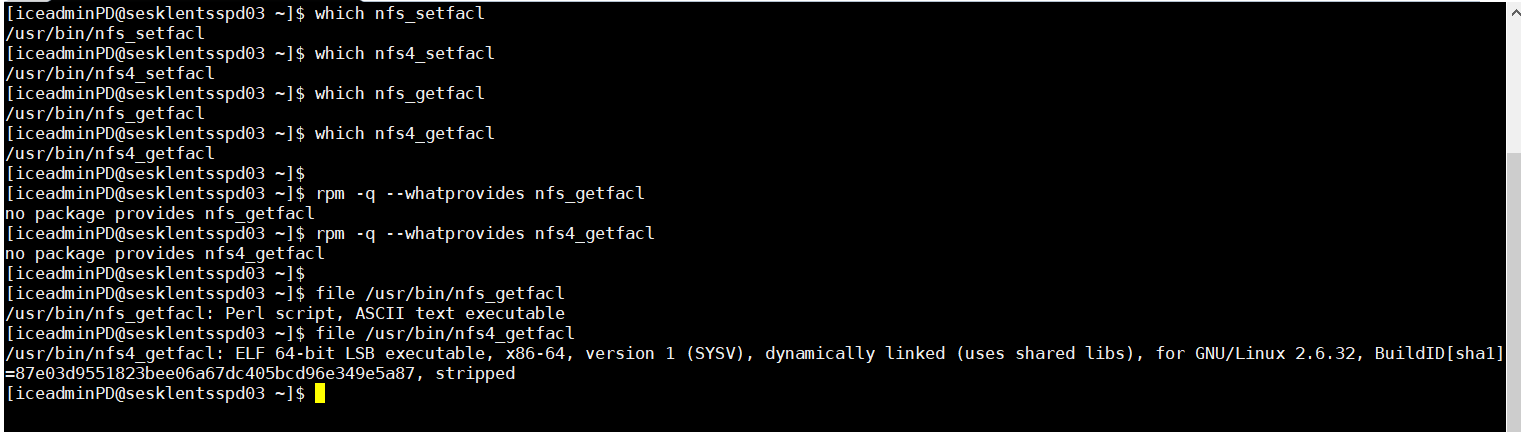 [iceadminPD@sesklentsspd03 ~]$ which nfs_setfacl
/usr/bin/nfs_setfacl
[iceadminPD@sesklentsspd03 ~]$ which nfs4_setfacl
/usr/bin/nfs4_setfacl
[iceadminPD@sesklentsspd03 ~]$ which nfs_getfacl
/usr/bin/nfs_getfacl
[iceadminPD@sesklentsspd03 ~]$ which nfs4_getfacl
/usr/bin/nfs4_getfacl
[iceadminPD@sesklentsspd03 ~]$
[iceadminPD@sesklentsspd03 ~]$ rpm -q --whatprovides nfs_getfacl
no package provides nfs_getfacl
[iceadminPD@sesklentsspd03 ~]$ rpm -q --whatprovides nfs4_getfacl
no package provides nfs4_getfacl
[iceadminPD@sesklentsspd03 ~]$
[iceadminPD@sesklentsspd03 ~]$ file /usr/bin/nfs_getfacl
/usr/bin/nfs_getfacl: Perl script, ASCII text executable
[iceadminPD@sesklentsspd03 ~]$ file /usr/bin/nfs4_getfacl
/usr/bin/nfs4_getfacl: ELF 64-bit LSB executable, x86-64, version 1 (SYSV), dynamically linked (uses shared libs), for GNU/Linux 2.6.32, BuildID[sha1]
=87e03d9551823bee06a67dc405bcd96e349e5a87, stripped
[iceadminPD@sesklentsspd03 ~]$